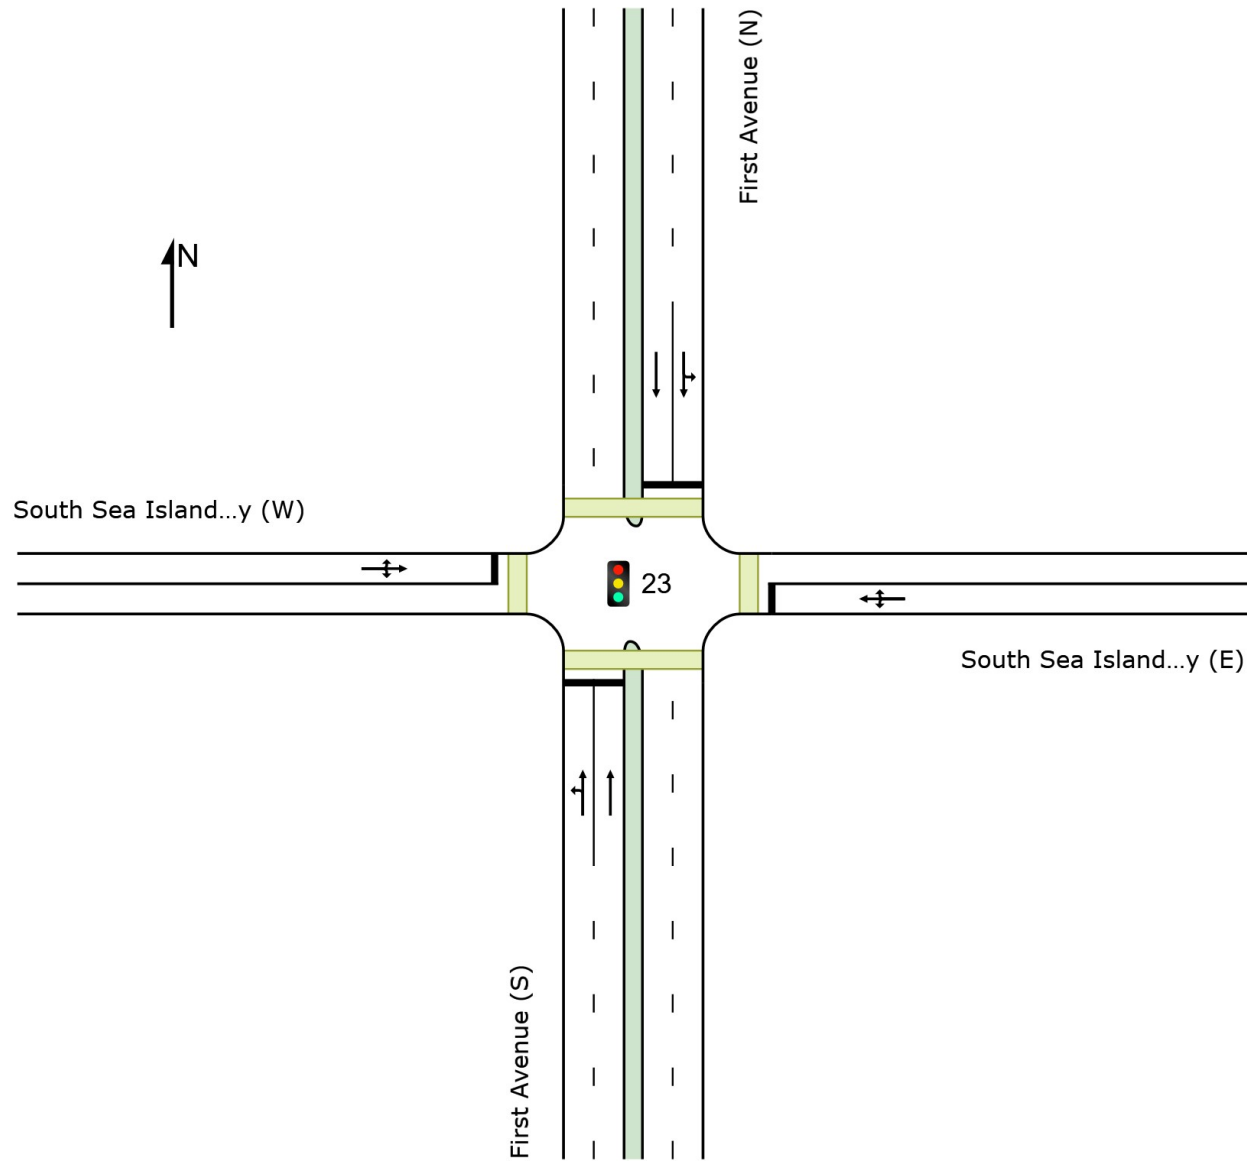 First Avenue (N)
N
South Sea Island...y (W)
23
South Sea Island...y (E)
First Avenue (S)